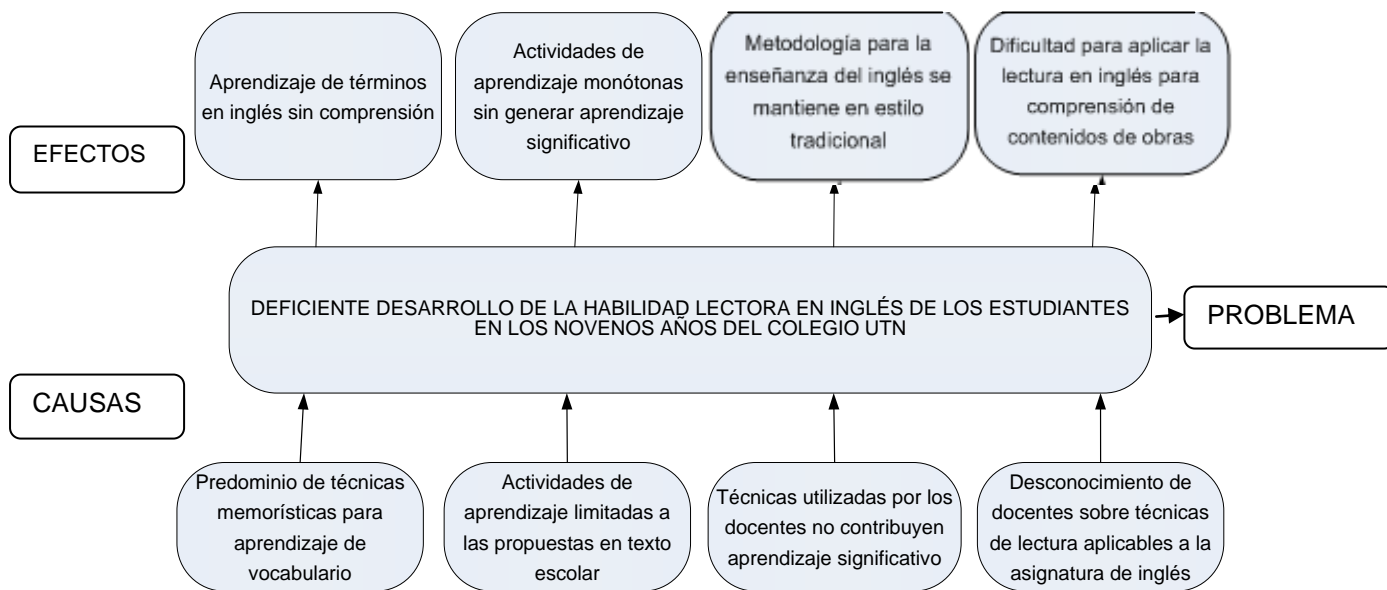 Aprendizaje de términos
en inglés sin comprensión
Actividades de
aprendizaje monótonas
sin generar aprendizaje
significativo
Metodología para la
enseñanza del inglés se
mantiene en estilo
tradicional
Dificultad para aplicar la
lectura en inglés para
comprensión de
contenidos de obras
EFECTOS
DEFICIENTE DESARROLLO DE LA HABILIDAD LECTORA EN INGLÉS DE LOS ESTUDIANTES
EN LOS NOVENOS AÑOS DEL COLEGIO UTN
PROBLEMA
CAUSAS
Predominio de técnicas
memorísticas para
aprendizaje de
vocabulario
Actividades de
aprendizaje limitadas a
las propuestas en texto
escolar
Técnicas utilizadas por los
docentes no contribuyen
aprendizaje significativo
Desconocimiento de
docentes sobre técnicas
de lectura aplicables a la
asignatura de inglés